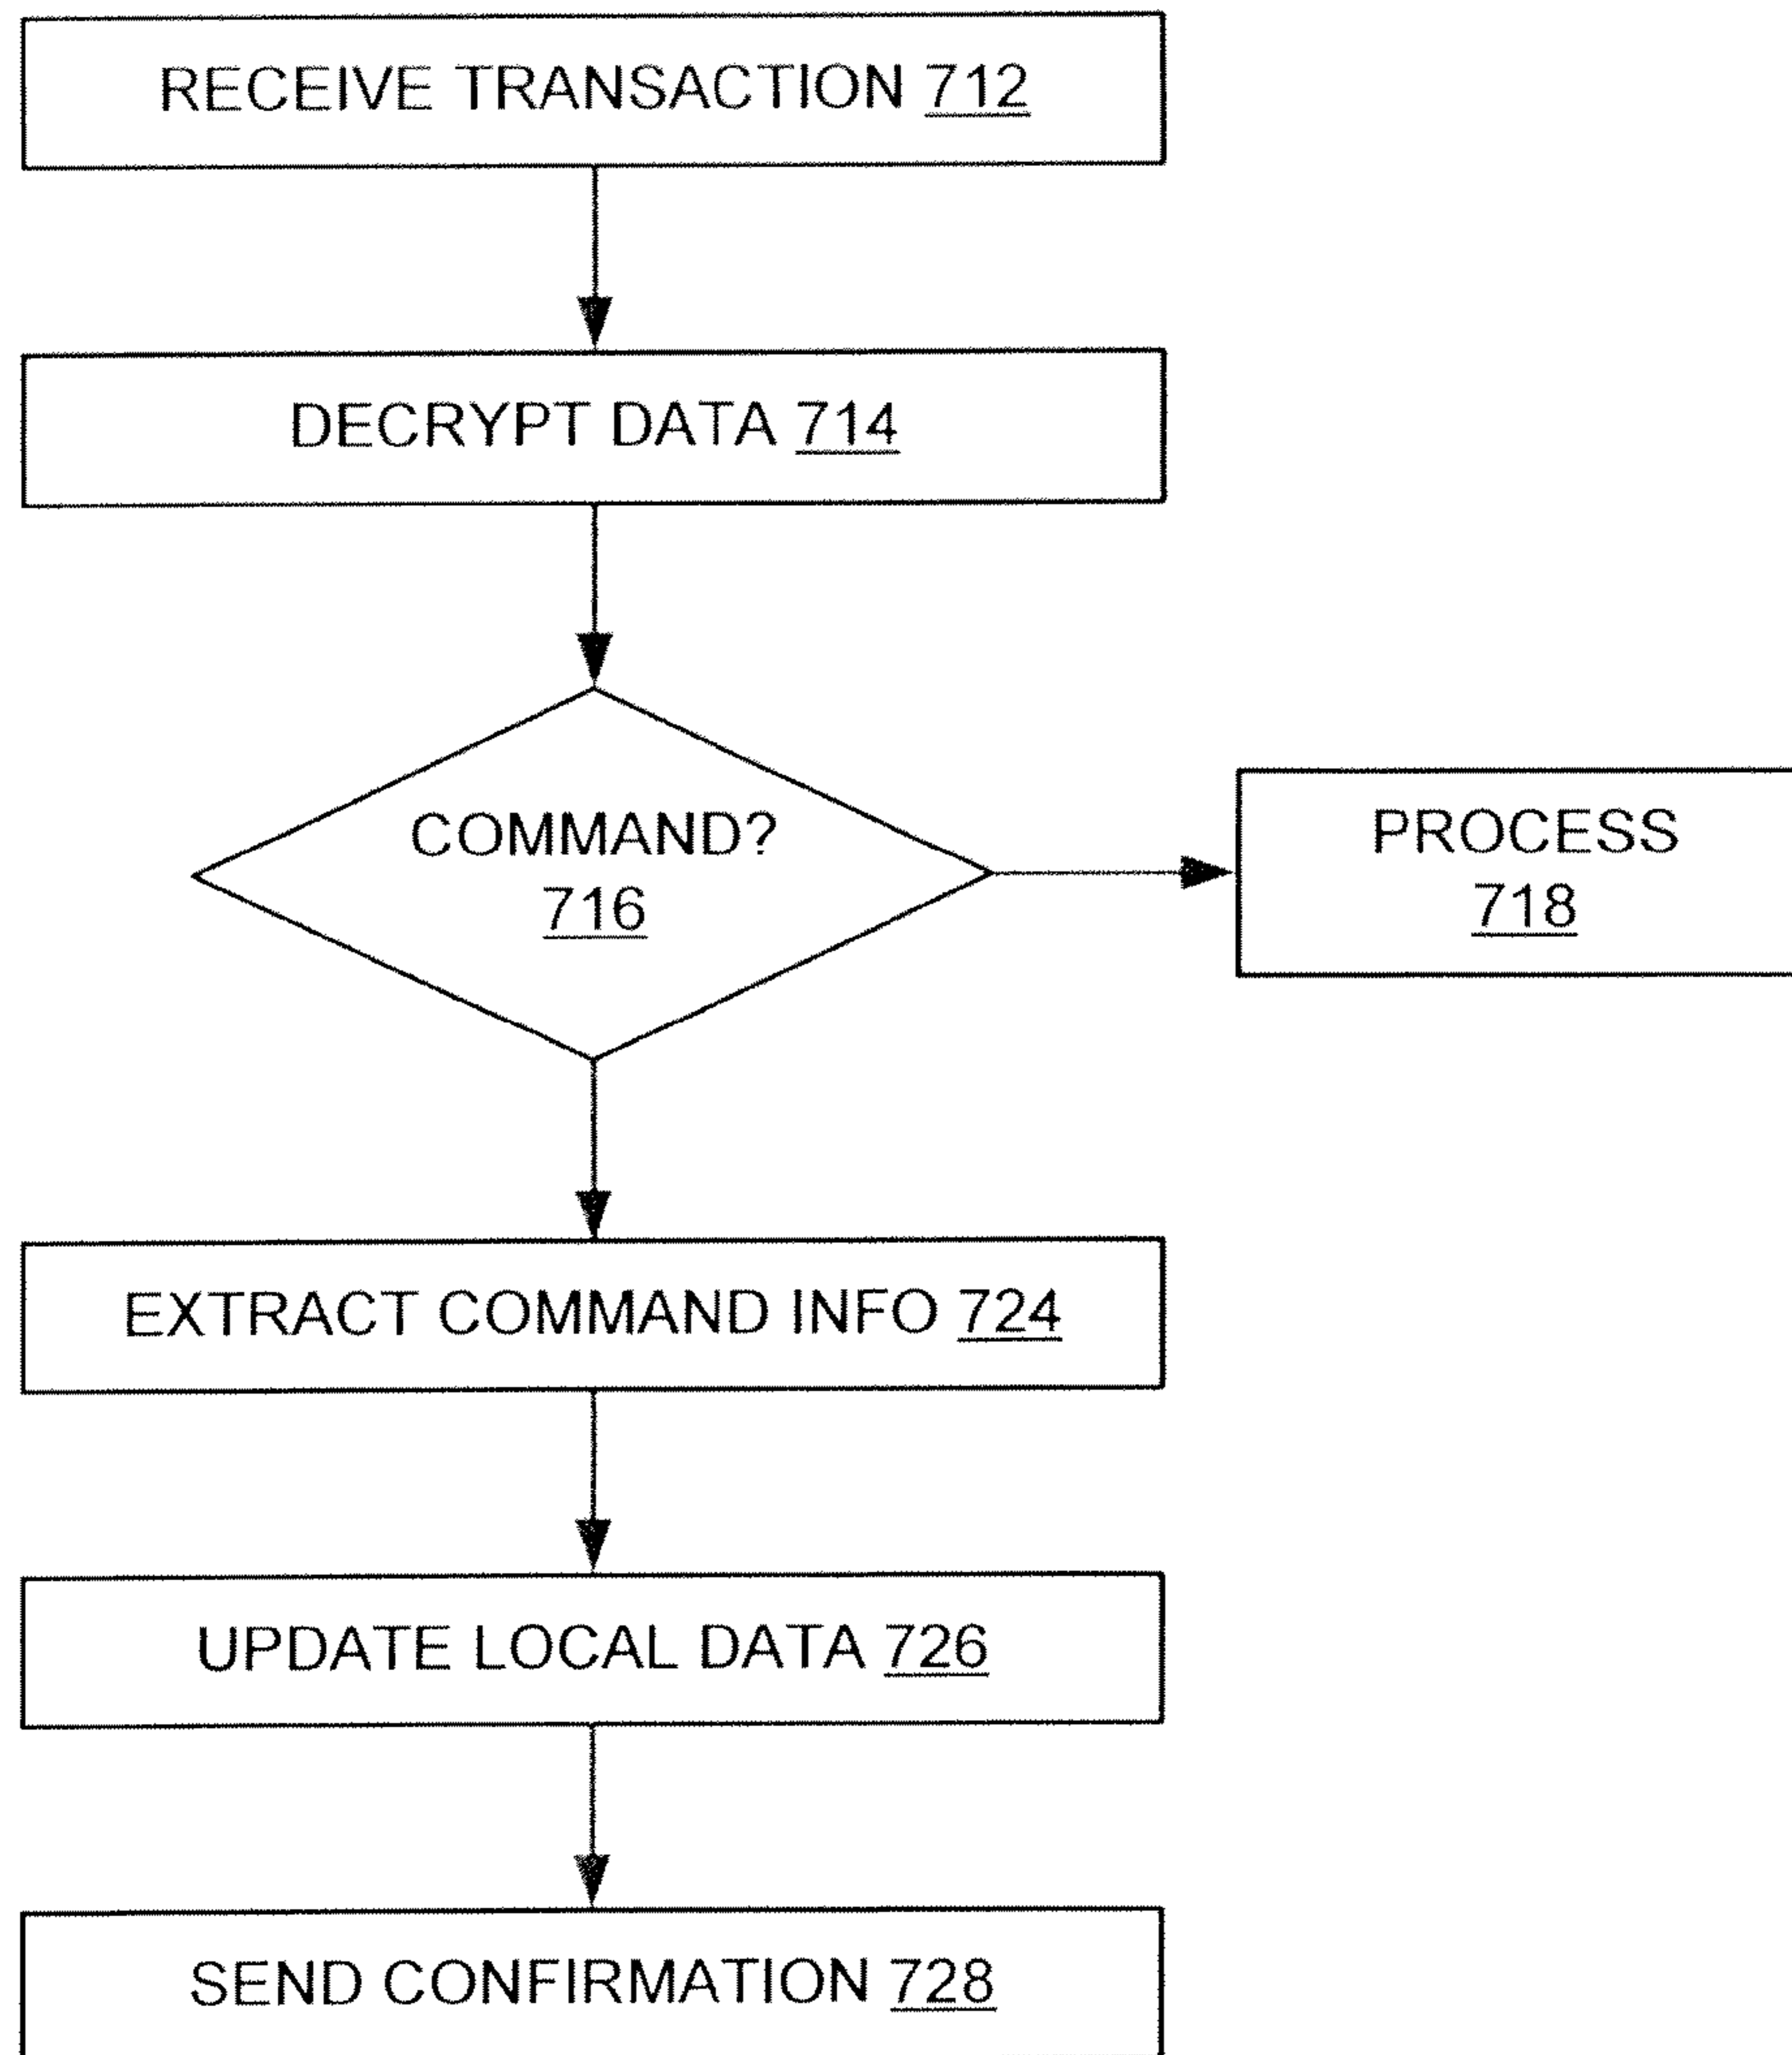 RECEIVE TRANSACTION 712
DECRYPT DATA 714
COMMAND?
716
PROCESS
718
EXTRACT COMMAND INFO 724
UPDATE LOCAL DATA 726
SEND CONFIRMATION 728